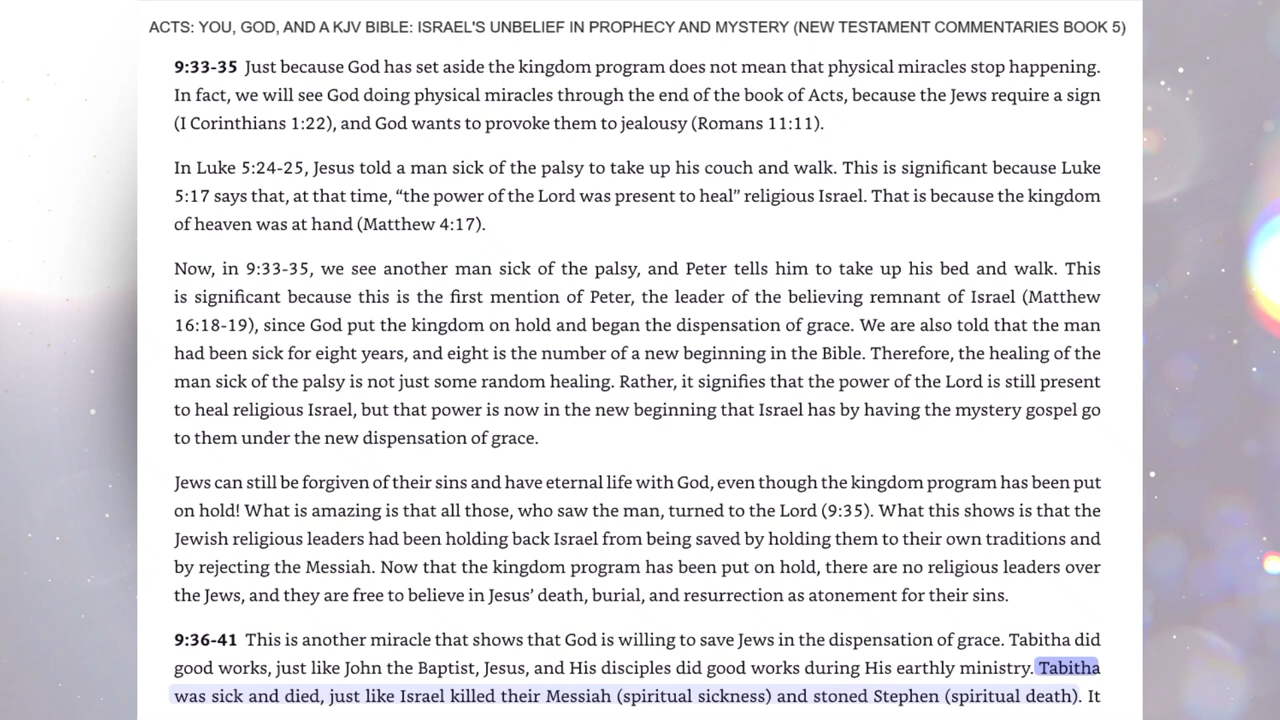 ACTS: YOU, GOD, AND A KJV BIBLE: ISRAEL'S UNBELIEF IN PROPHECY AND MYSTERY (NEW TESTAMENT COMMENTARIES BOOK 5)
9:33-35 Just because God has set aside the kingdom program does not mean that physical miracles stop happening.
In fact, we will see God doing physical miracles through the end of the book of Acts, because the Jews require a sign
(I Corinthians 1:22), and God wants to provoke them to jealousy (Romans 11:11).
In Luke 5:24-25, Jesus told a man sick of the palsy to take up his couch and walk. This is significant because Luke
5:17 says that, at that time, “the power of the Lord was present to heal” religious Israel. That is because the kingdom
of heaven was at hand (Matthew 4:17).
Now, in 9:33-35, we see another man sick of the palsy, and Peter tells him to take up his bed and walk. This
is significant because this is the first mention of Peter, the leader of the believing remnant of Israel (Matthew
16:18-19), since God put the kingdom on hold and began the dispensation of grace. We are also told that the man
had been sick for eight years, and eight is the number of a new beginning in the Bible. Therefore, the healing of the
man sick of the palsy is not just some random healing. Rather, it signifies that the power of the Lord is still present
to heal religious Israel, but that power is now in the new beginning that Israel has by having the mystery gospel go
to them under the new dispensation of grace.
Jews can still be forgiven of their sins and have eternal life with God, even though the kingdom program has been put
on hold! What is amazing is that all those, who saw the man, turned to the Lord (9:35). What this shows is that the
Jewish religious leaders had been holding back Israel from being saved by holding them to their own traditions and
by rejecting the Messiah. Now that the kingdom program has been put on hold, there are no religious leaders over
the Jews, and they are free to believe in Jesus’ death, burial, and resurrection as atonement for their sins.
9:36-41 This is another miracle that shows that God is willing to save Jews in the dispensation of grace. Tabitha did
good works, just like John the Baptist, Jesus, and His disciples did good works during His earthly ministry. Tabitha
was sick and died, just like Israel killed their Messiah (spiritual sickness) and stoned Stephen (spiritual death). It